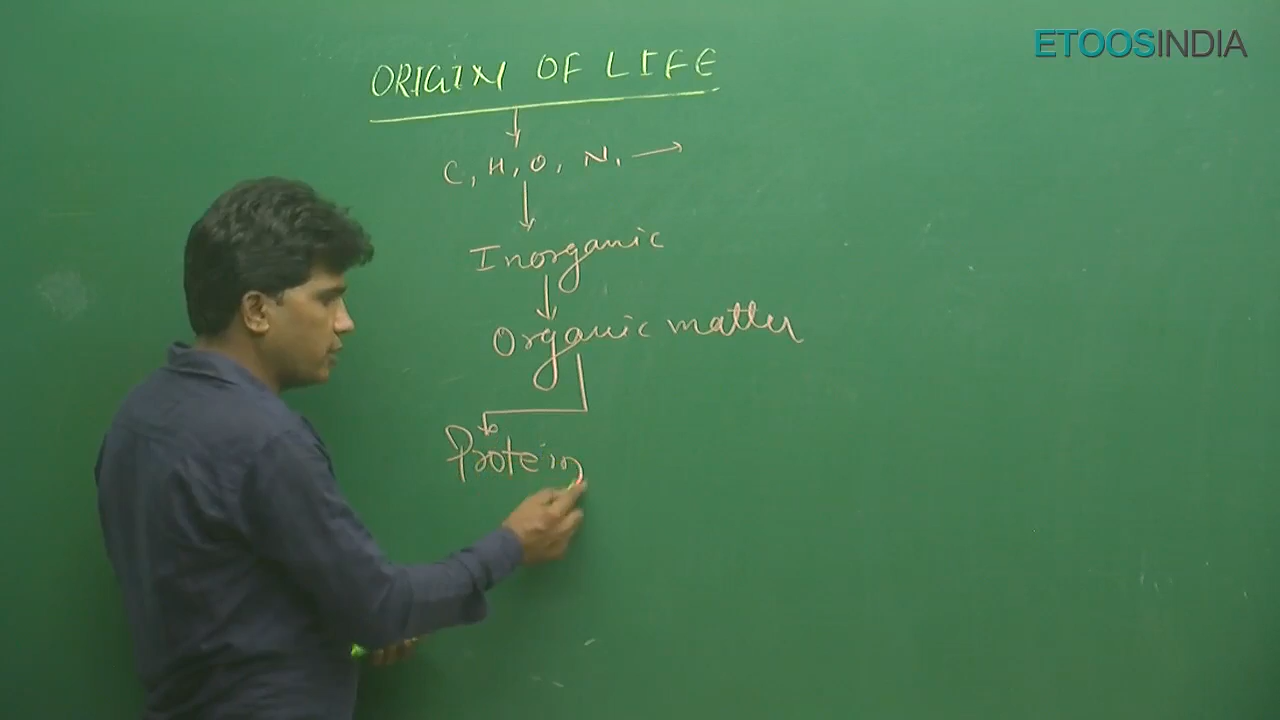 ETOOSINDIA
ORIGIN OF LIFE
C, H, O, N,
Inorganic
Organic matter
Protein